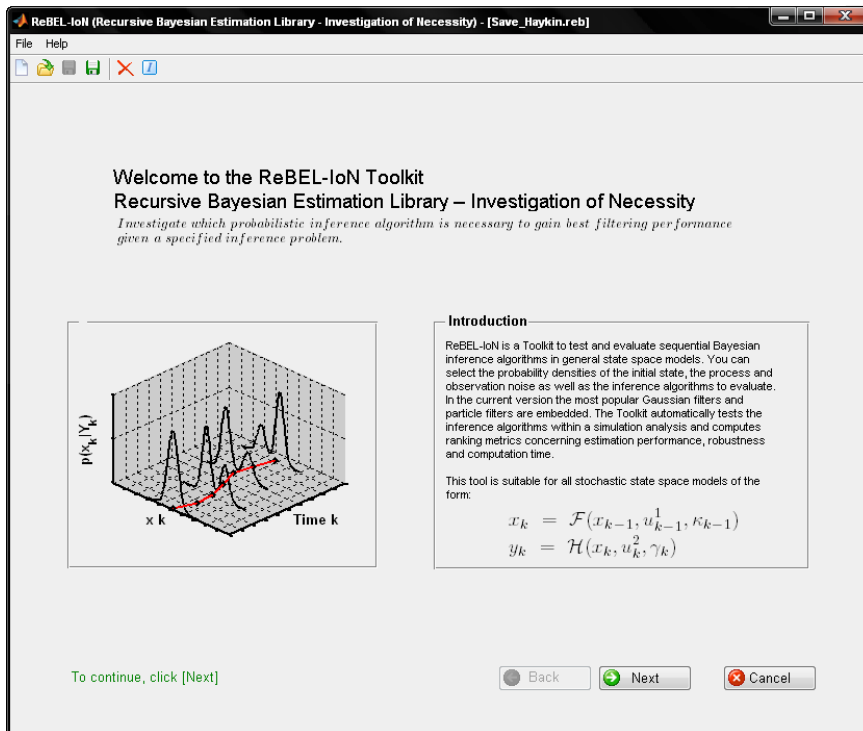 ReBEL-IoN (Recursive Bayesian Estimation Library - Investigation of Necessity) - [Save_Haykin.reb]
File Help
Welcome to the ReBEL-IoN Toolkit
Recursive Bayesian Estimation Library – Investigation of Necessity
Investigate which probabilistic inference algorithm is necessary to gain best filtering performance
given a specified inference problem.
p(x_k|Y_k)
x k
Time k
Introduction
ReBEL-IoN is a Toolkit to test and evaluate sequential Bayesian
inference algorithms in general state space models. You can
select the probability densities of the initial state, the process and
observation noise as well as the inference algorithms to evaluate.
In the current version the most popular Gaussian filters and
particle filters are embedded. The Toolkit automatically tests the
inference algorithms within a simulation analysis and computes
ranking metrics concerning estimation performance, robustness
and computation time.
This tool is suitable for all stochastic state space models of the
form:
x_k = F(x_{k-1}, u^1_{k-1}, κ_{k-1})
y_k = H(x_k, u^2_k, γ_k)
To continue, click [Next]
Back
Next
Cancel